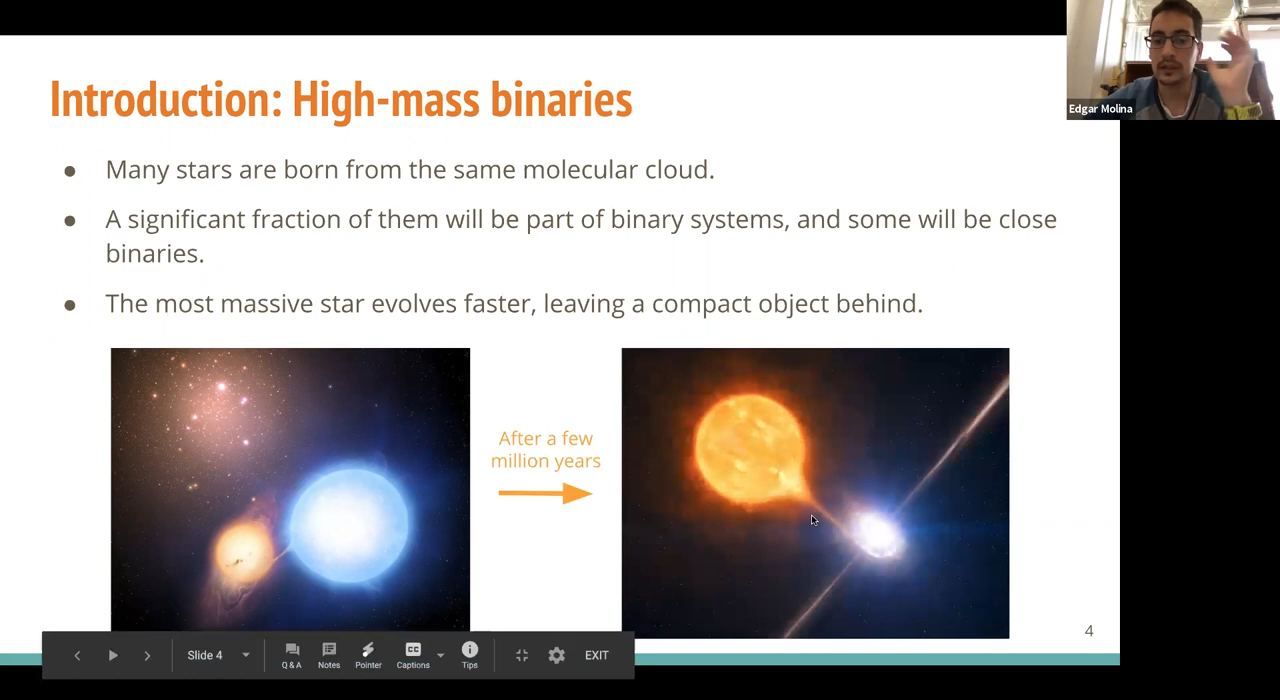 Introduction: High-mass binaries
Edgar Molina
● Many stars are born from the same molecular cloud.
● A significant fraction of them will be part of binary systems, and some will be close
binaries.
● The most massive star evolves faster, leaving a compact object behind.
After a few
million years
4
Slide 4
Q & A
Notes
Pointer
CC
Captions
Tips
EXIT